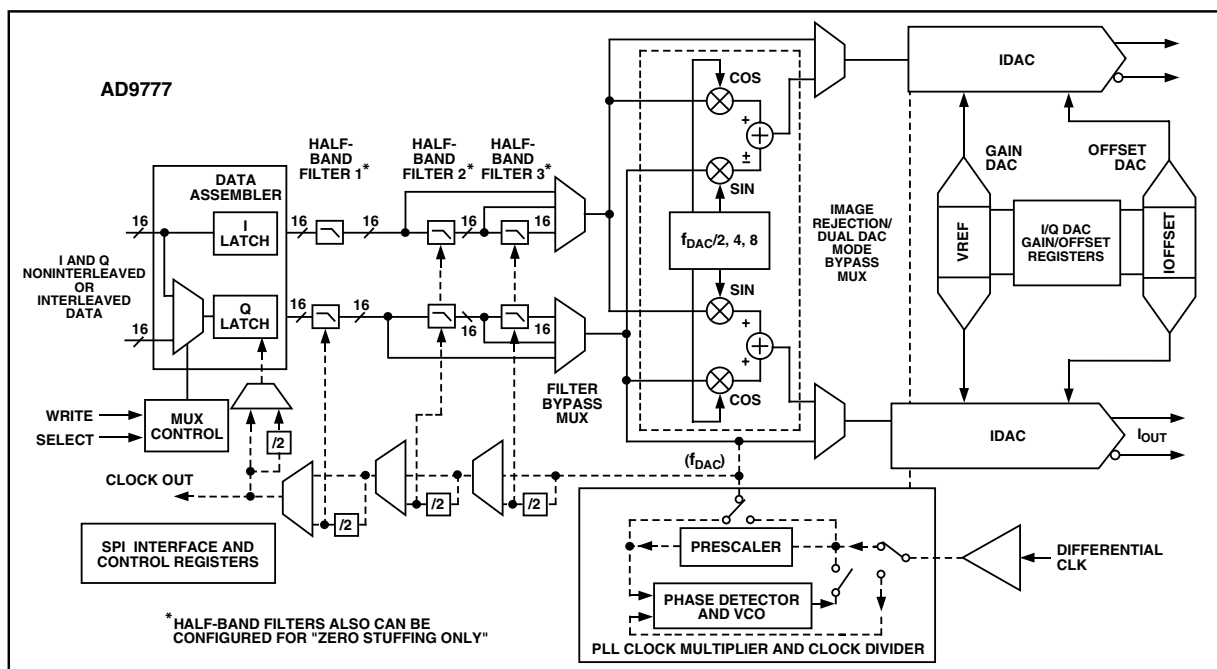 AD9777
HALF-
BAND
FILTER 1*
HALF-
BAND
FILTER 2*
HALF-
BAND
FILTER 3*
DATA
ASSEMBLER
I
LATCH
Q
LATCH
16
16
16
16
16
16
16
16
16
16
I AND Q
NONINTERLEAVED
OR
INTERLEAVED
DATA
WRITE
SELECT
MUX
CONTROL
/2
/2
/2
/2
CLOCK OUT
SPI INTERFACE AND
CONTROL REGISTERS
*HALF-BAND FILTERS ALSO CAN BE
CONFIGURED FOR "ZERO STUFFING ONLY"
FILTER
BYPASS
MUX
COS
+
±
SIN
fDAC/2, 4, 8
SIN
+
+
COS
IMAGE
REJECTION/
DUAL DAC
MODE
BYPASS
MUX
IDAC
GAIN
DAC
OFFSET
DAC
VREF
I/Q DAC
GAIN/OFFSET
REGISTERS
IOFFSET
IDAC
IOUT
(fDAC)
PRESCALER
PHASE DETECTOR
AND VCO
PLL CLOCK MULTIPLIER AND CLOCK DIVIDER
DIFFERENTIAL
CLK